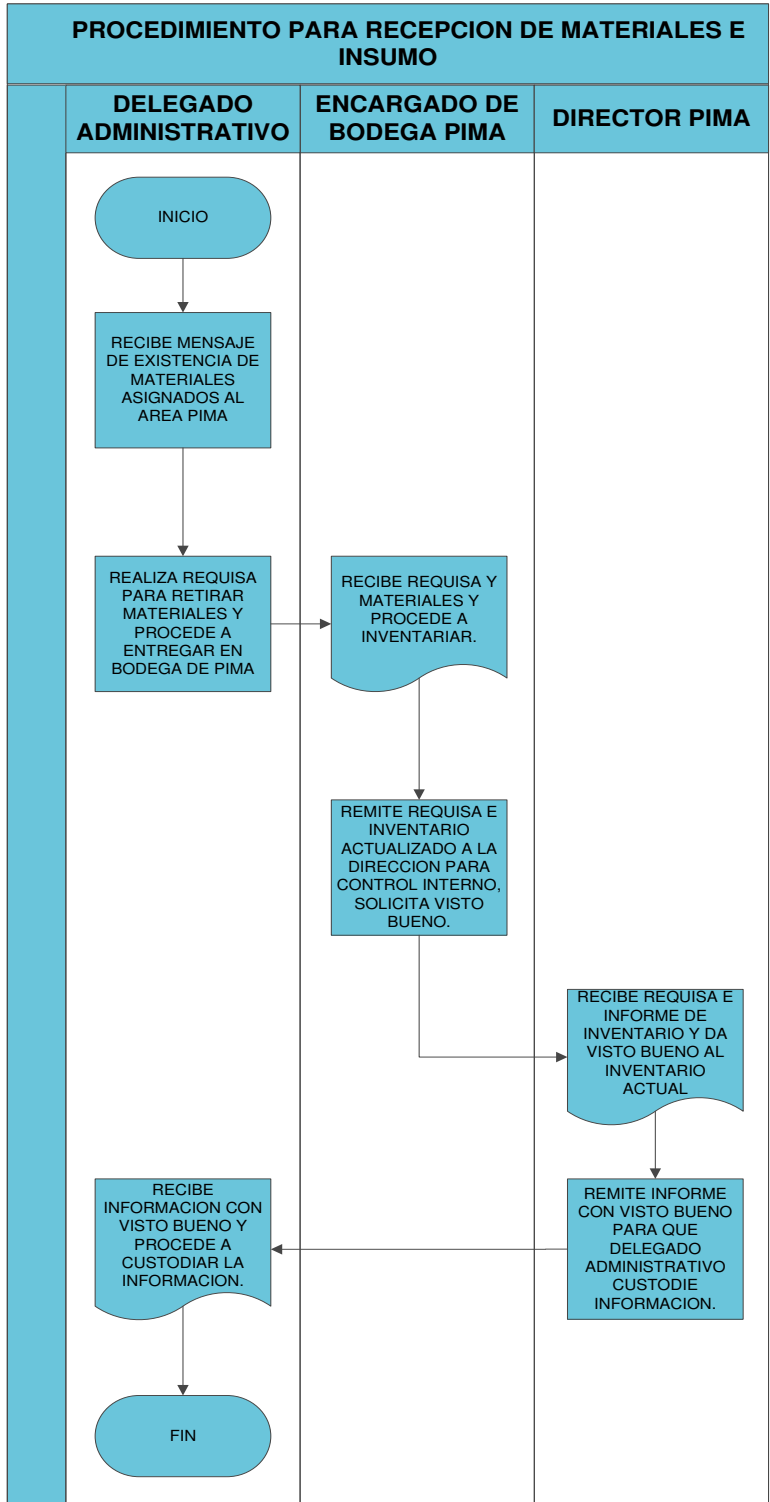 PROCEDIMIENTO PARA RECEPCION DE MATERIALES E
INSUMO
DELEGADO
ADMINISTRATIVO
ENCARGADO DE
BODEGA PIMA
DIRECTOR PIMA
INICIO
RECIBE MENSAJE
DE EXISTENCIA DE
MATERIALES
ASIGNADOS AL
AREA PIMA
REALIZA REQUISA
PARA RETIRAR
MATERIALES Y
PROCEDE A
ENTREGAR EN
BODEGA DE PIMA
RECIBE REQUISA Y
MATERIALES Y
PROCEDE A
INVENTARIAR.
REMITE REQUISA E
INVENTARIO
ACTUALIZADO A LA
DIRECCION PARA
CONTROL INTERNO,
SOLICITA VISTO
BUENO.
RECIBE REQUISA E
INFORME DE
INVENTARIO Y DA
VISTO BUENO AL
INVENTARIO
ACTUAL
REMITE INFORME
CON VISTO BUENO
PARA QUE
DELEGADO
ADMINISTRATIVO
CUSTODIE
INFORMACION.
RECIBE
INFORMACION CON
VISTO BUENO Y
PROCEDE A
CUSTODIAR LA
INFORMACION.
FIN